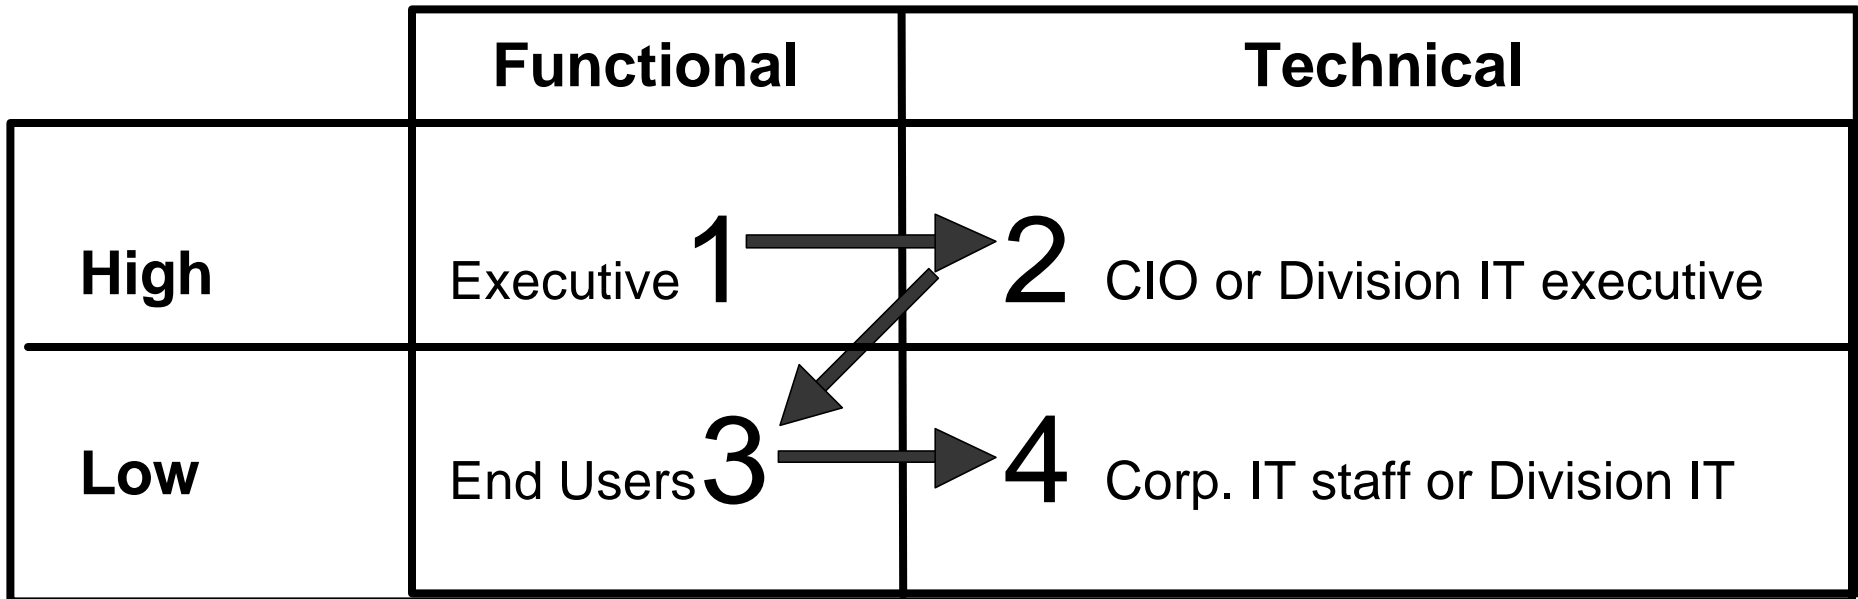 Functional Technical
High Executive 1 2 CIO or Division IT executive
Low End Users 3 4 Corp. IT staff or Division IT